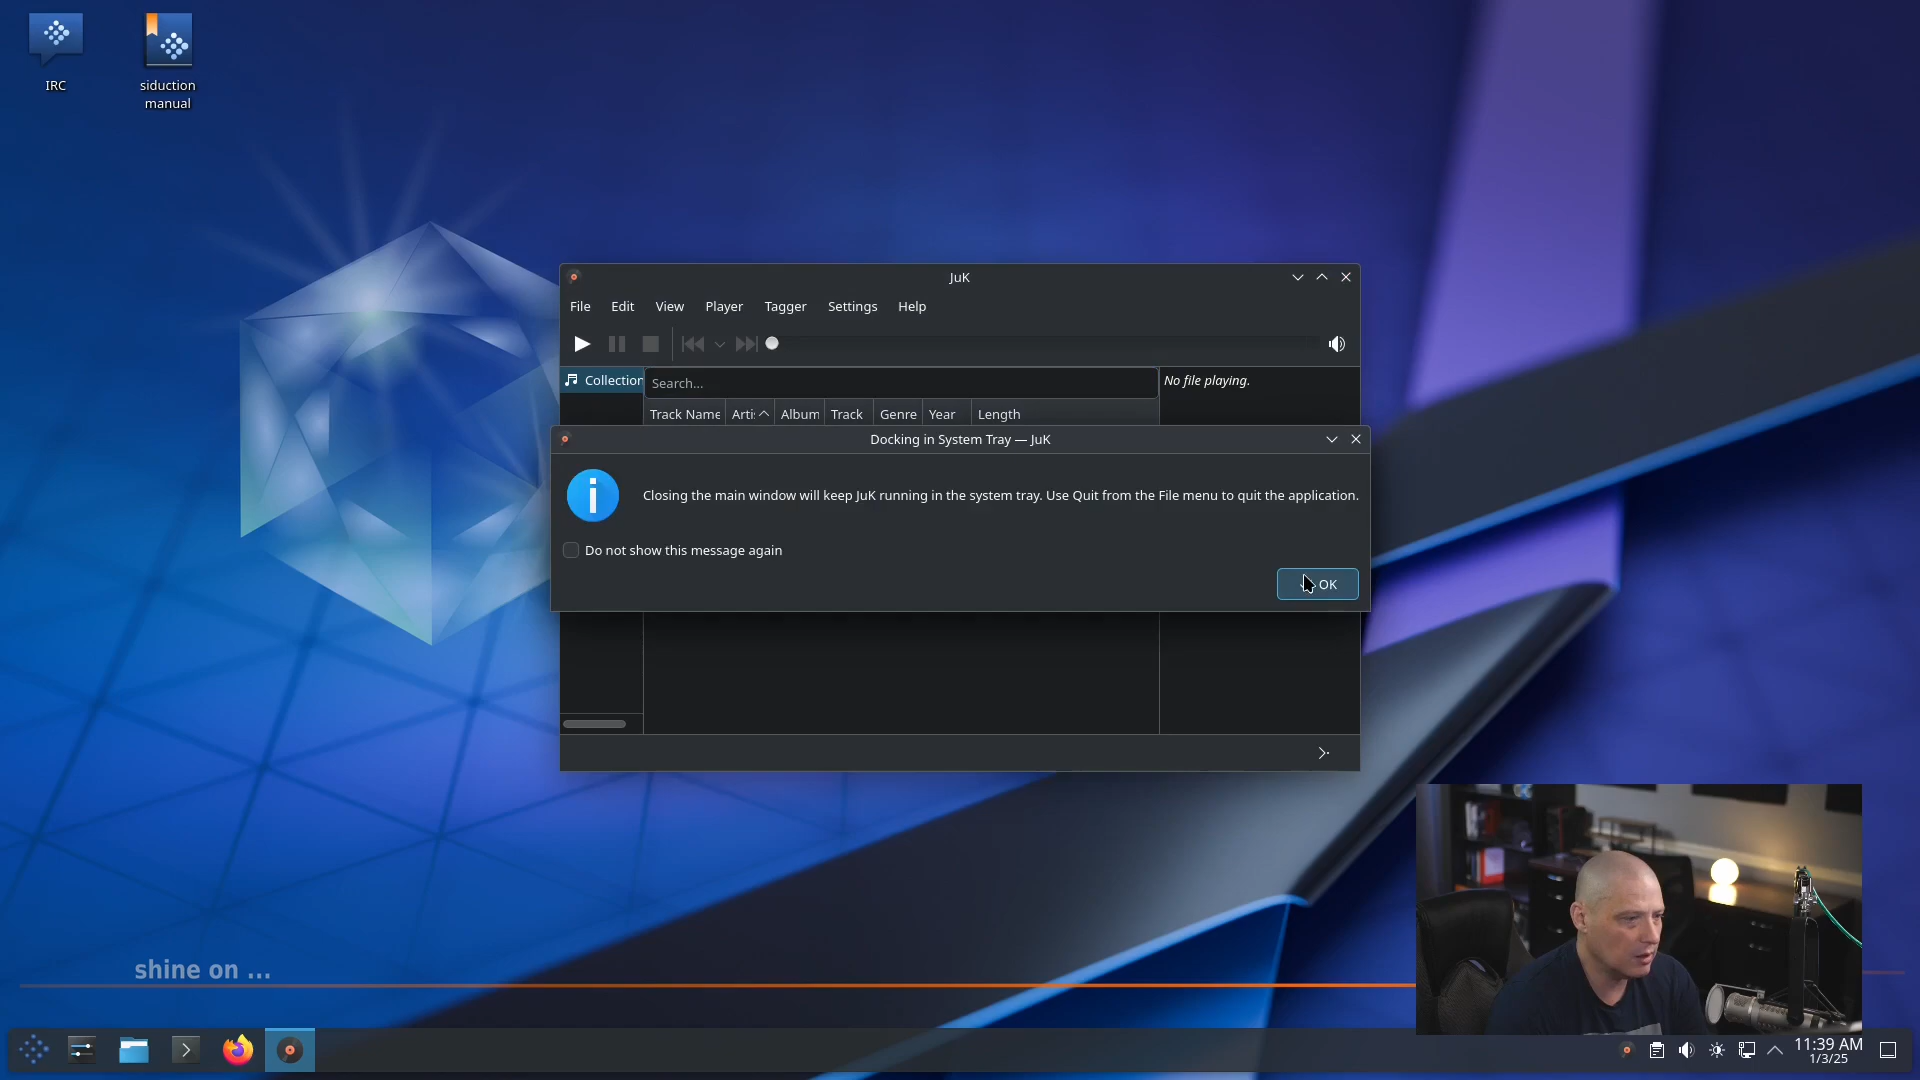 IRC
siduction
manual
JuK
File Edit View Player Tagger Settings Help
Collection
Search...
No file playing.
Track Name Arti Album Track Genre Year Length
Docking in System Tray — JuK
Closing the main window will keep JuK running in the system tray. Use Quit from the File menu to quit the application.
Do not show this message again
OK
shine on ...
11:39 AM
1/3/25